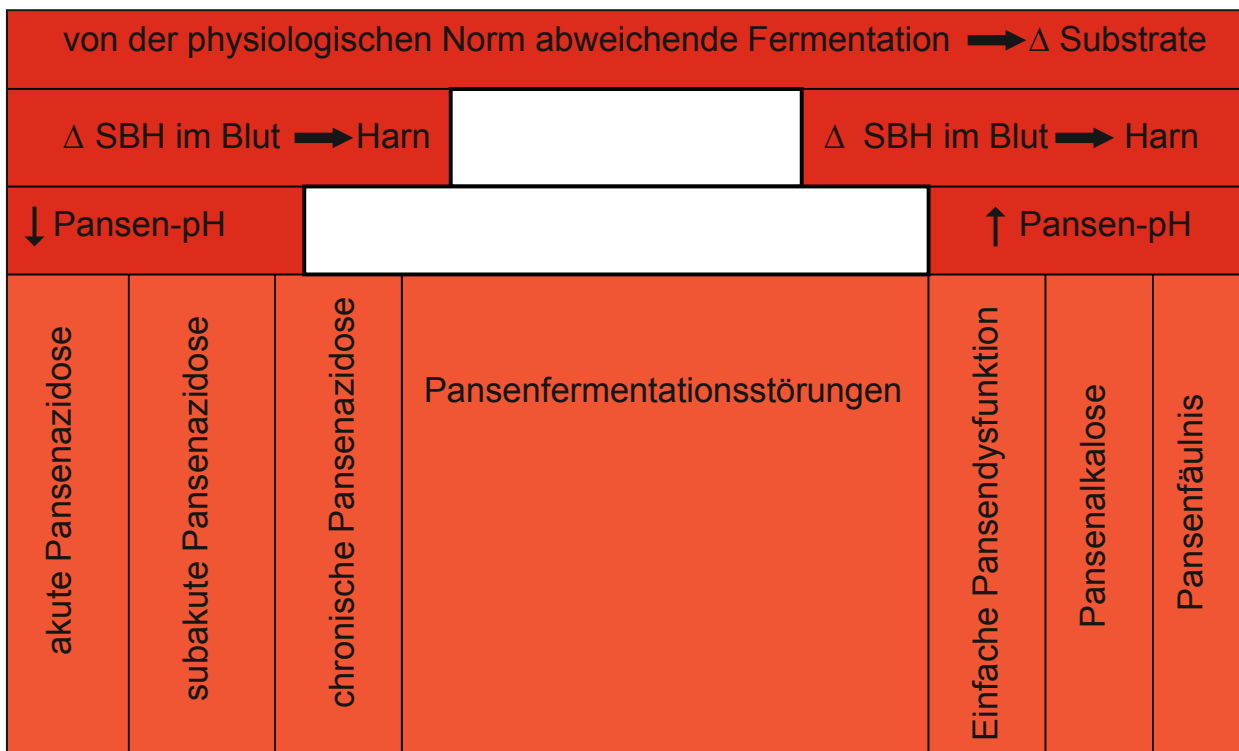 von der physiologischen Norm abweichende Fermentation ➡ Δ Substrate
Δ SBH im Blut ➡ Harn
Δ SBH im Blut ➡ Harn
↓ Pansen-pH
↑ Pansen-pH
akute Pansenazidose
subakute Pansenazidose
chronische Pansenazidose
Pansenfermentationsstörungen
Einfache Pansendysfunktion
Pansenalkalose
Pansenfäulnis